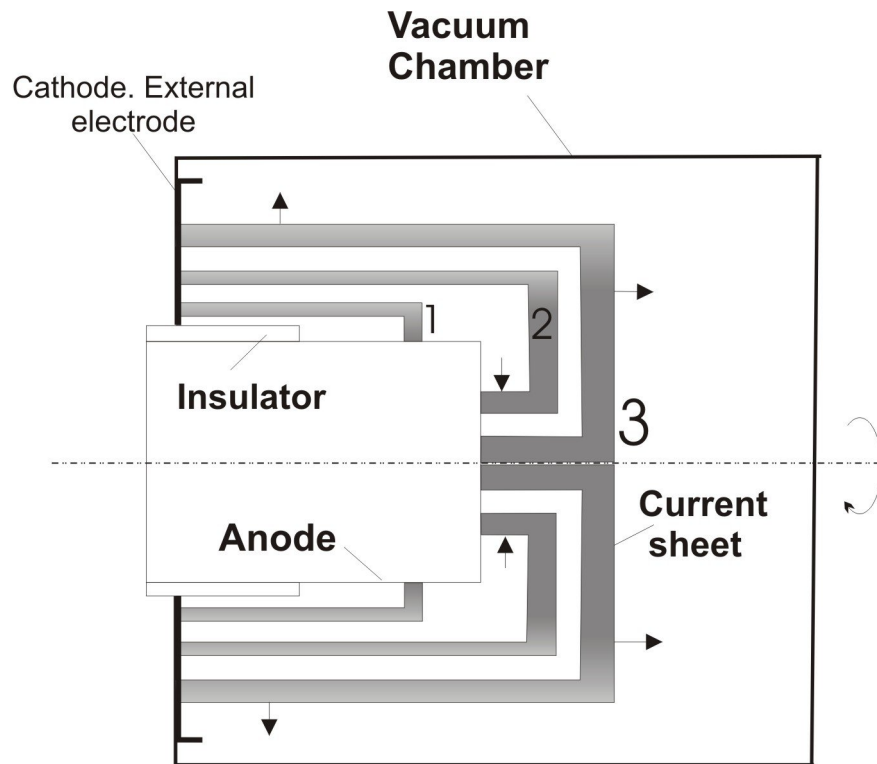 Vacuum
Chamber
Cathode. External
electrode
1
2
Insulator
3
Current
sheet
Anode